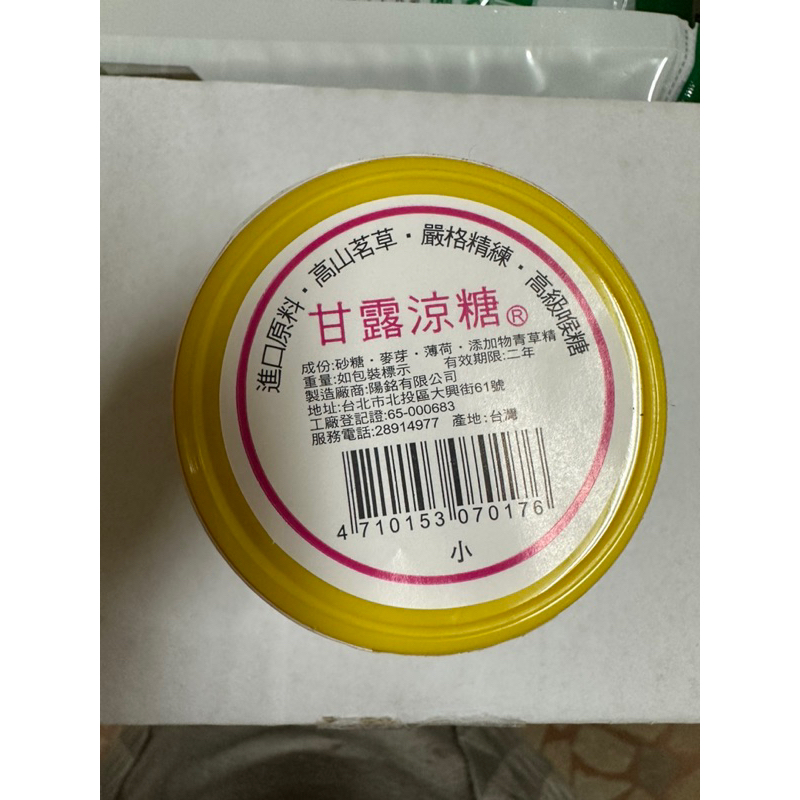 進口原料・高山茗草・嚴格精練・高級喉糖
甘露涼糖®
成份:砂糖・麥芽・薄荷・添加物青草精
重量:如包裝標示 有效期限:二年
製造廠商:陽銘有限公司
地址:台北市北投區大興街61號
工廠登記證:65-000683
服務電話:28914977 產地:台灣
4 710153 070176
小